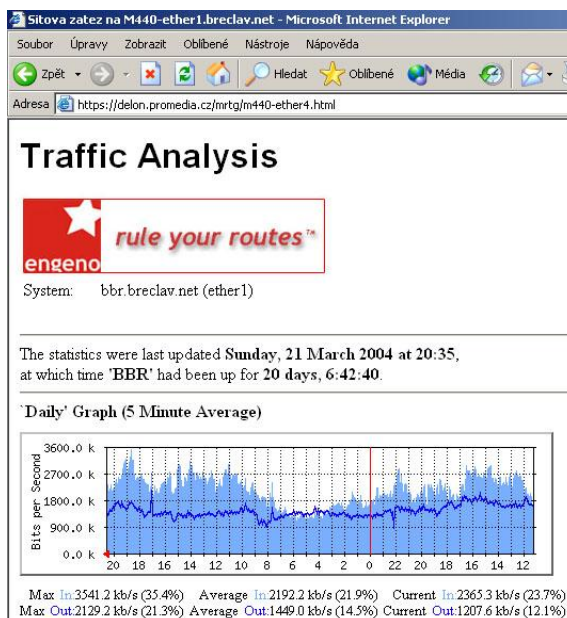 Sitova zatez na M440-ether1.breclav.net - Microsoft Internet Explorer
Soubor Úpravy Zobrazit Oblíbené Nástroje Nápověda
Zpět Hledat Oblíbené Média
Adresa https://delon.promedia.cz/mrtg/m440-ether4.html
Traffic Analysis
engeno rule your routes™
System: bbr.breclav.net (ether1)
The statistics were last updated Sunday, 21 March 2004 at 20:35,
at which time 'BBR' had been up for 20 days, 6:42:40.
`Daily' Graph (5 Minute Average)
Bits per Second
3600.0 k
2700.0 k
1800.0 k
900.0 k
0.0 k
20 18 16 14 12 10 8 6 4 2 0 22 20 18 16 14 12
Max In:3541.2 kb/s (35.4%) Average In:2192.2 kb/s (21.9%) Current In:2365.3 kb/s (23.7%)
Max Out:2129.2 kb/s (21.3%) Average Out:1449.0 kb/s (14.5%) Current Out:1207.6 kb/s (12.1%)